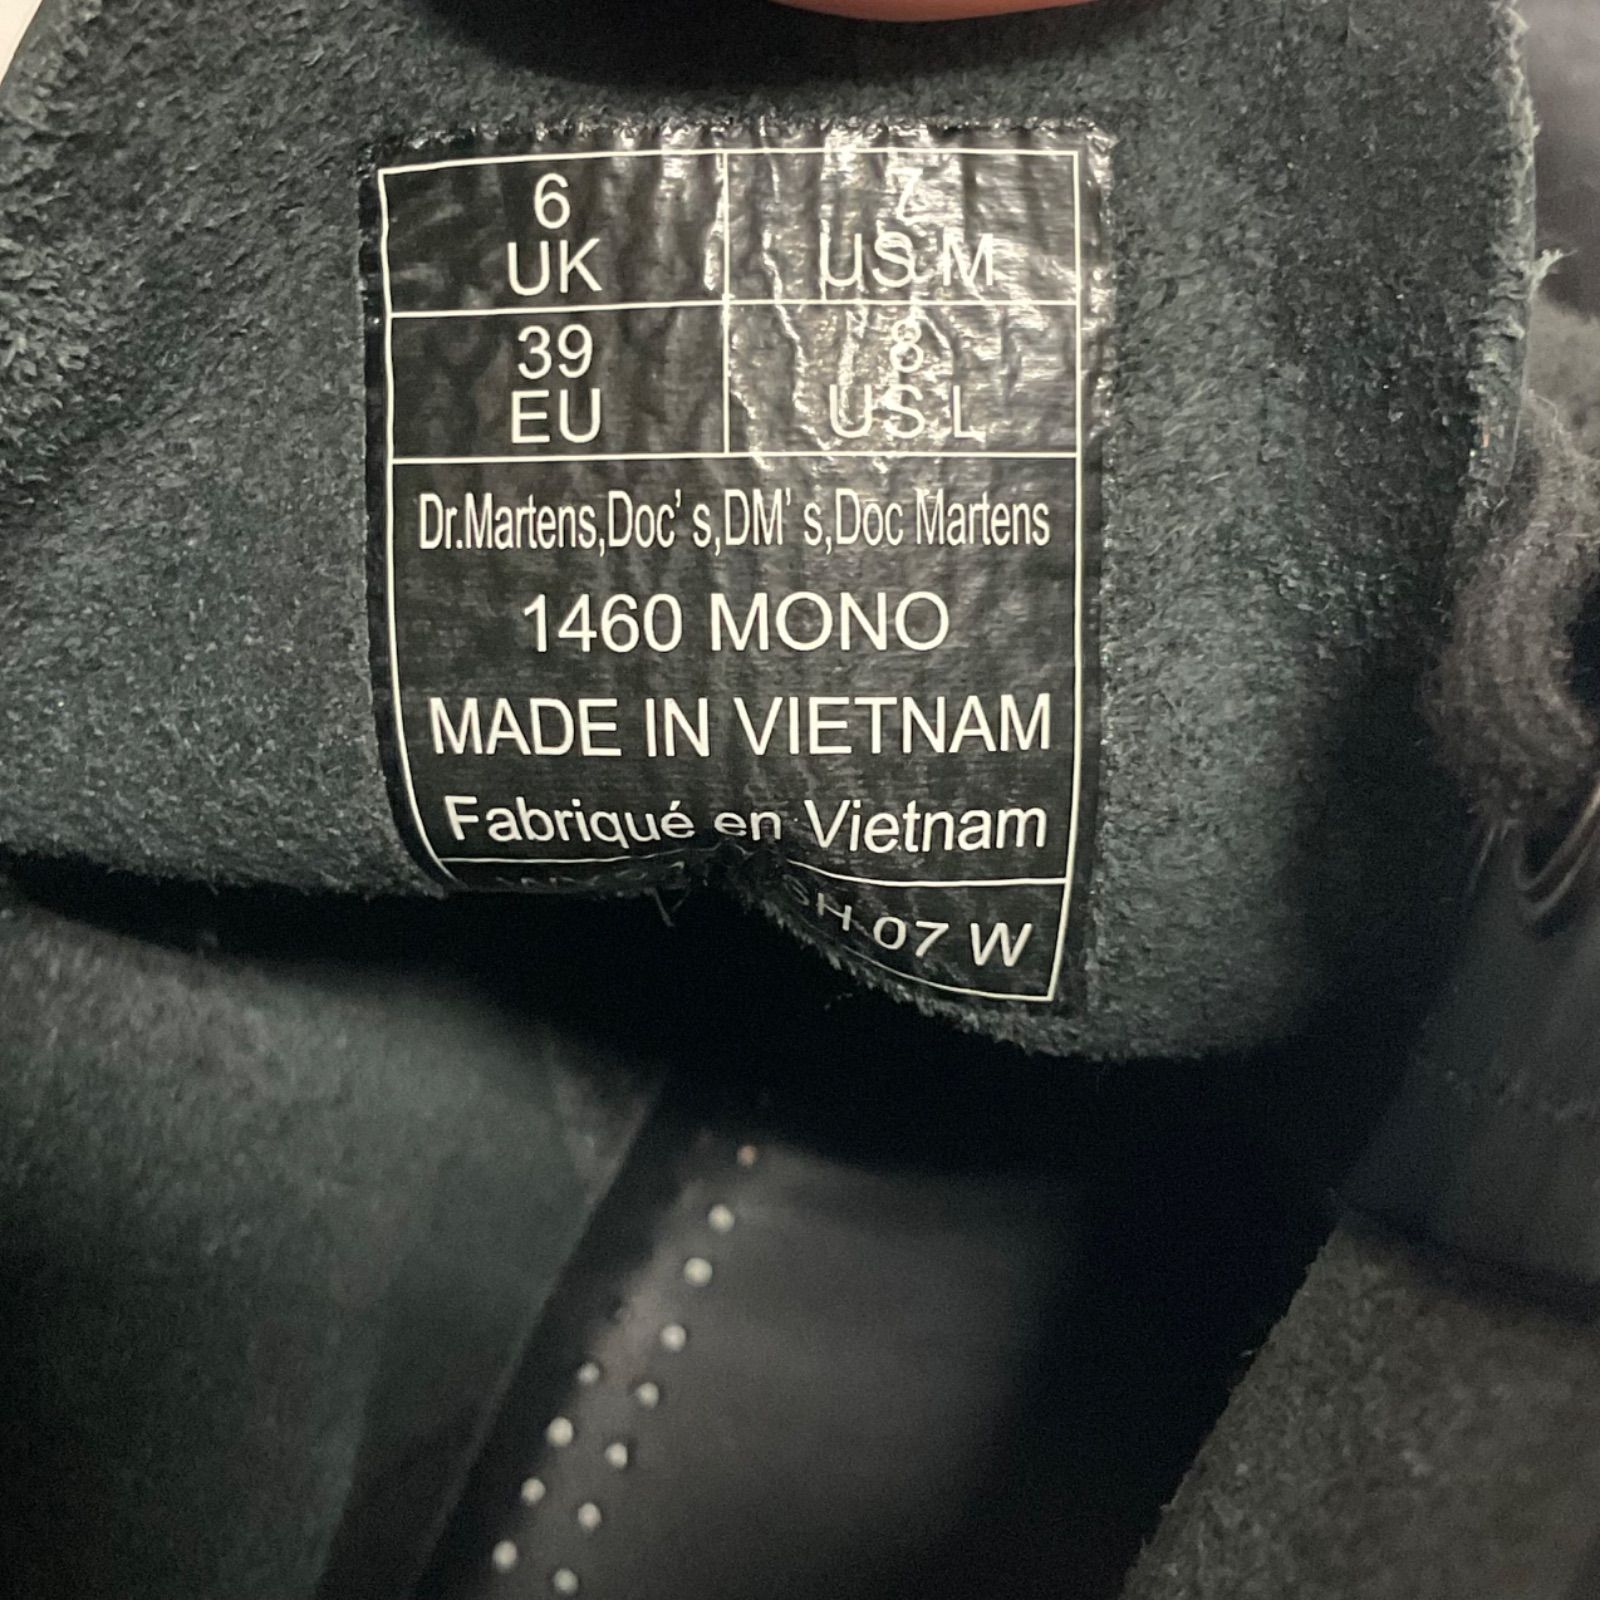 6 7
UK US M
39 8
EU US L
Dr.Martens,Doc's,DM's,Doc Martens
1460 MONO
MADE IN VIETNAM
Fabriqué en Vietnam
07 W